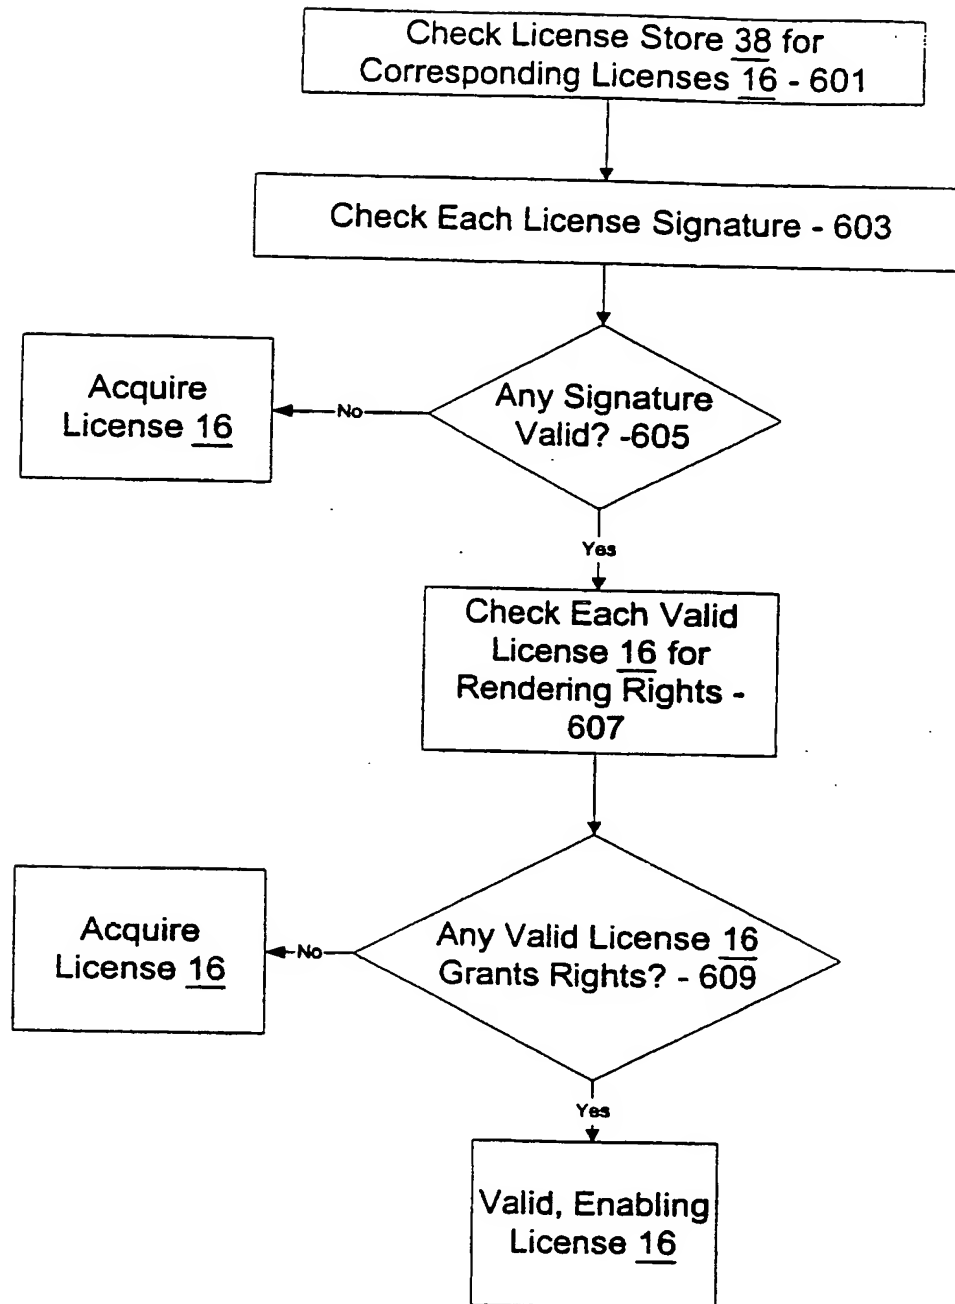 Check License Store 38 for
Corresponding Licenses 16 - 601
Check Each License Signature - 603
Acquire
License 16
No
Any Signature
Valid? -605
Yes
Check Each Valid
License 16 for
Rendering Rights -
607
Acquire
License 16
No
Any Valid License 16
Grants Rights? - 609
Yes
Valid, Enabling
License 16